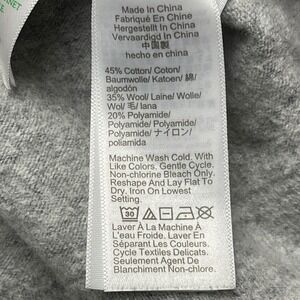 Made In China
Fabriqué En Chine
Hergestellt In China
Vervaardigd In China
中国製
hecho en china
45% Cotton/ Coton/
Baumwolle/ Katoen/ 綿/
algodón
35% Wool/ Laine/ Wolle/
Wol/ 毛/ lana
20% Polyamide/
Polyamide/ Polyamide/
Polyamide/ ナイロン/
poliamida
Machine Wash Cold. With
Like Colors. Gentle Cycle.
Non-chlorine Bleach Only.
Reshape And Lay Flat To
Dry. Iron On Lowest
Setting.
30
Laver À La Machine À
L'eau Froide. Laver En
Séparant Les Couleurs.
Cycle Textiles Delicats.
Seulement Agent De
Blanchiment Non-chlore.